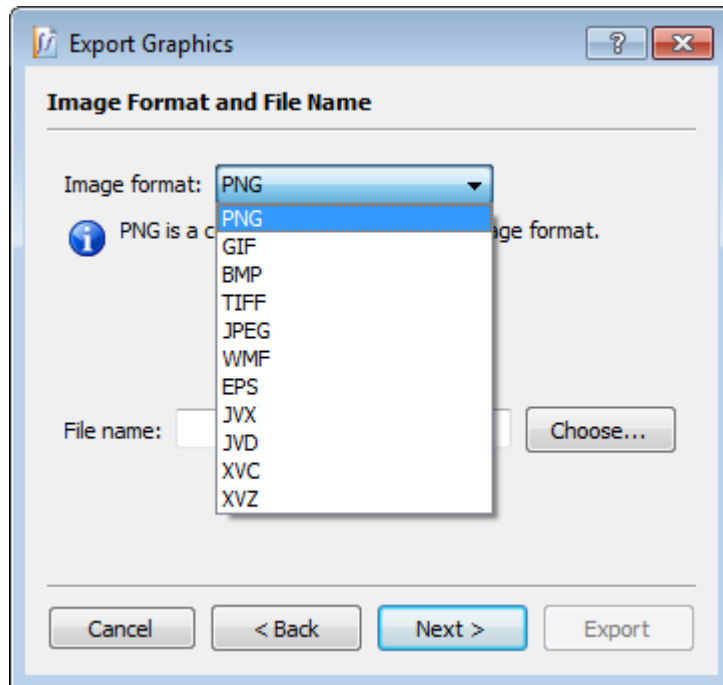 Export Graphics
Image Format and File Name
Image format: PNG
PNG
PNG is a c age format.
GIF
BMP
TIFF
JPEG
WMF
EPS
JVX
JVD
XVC
XVZ
File name:
Choose...
Cancel
< Back
Next >
Export